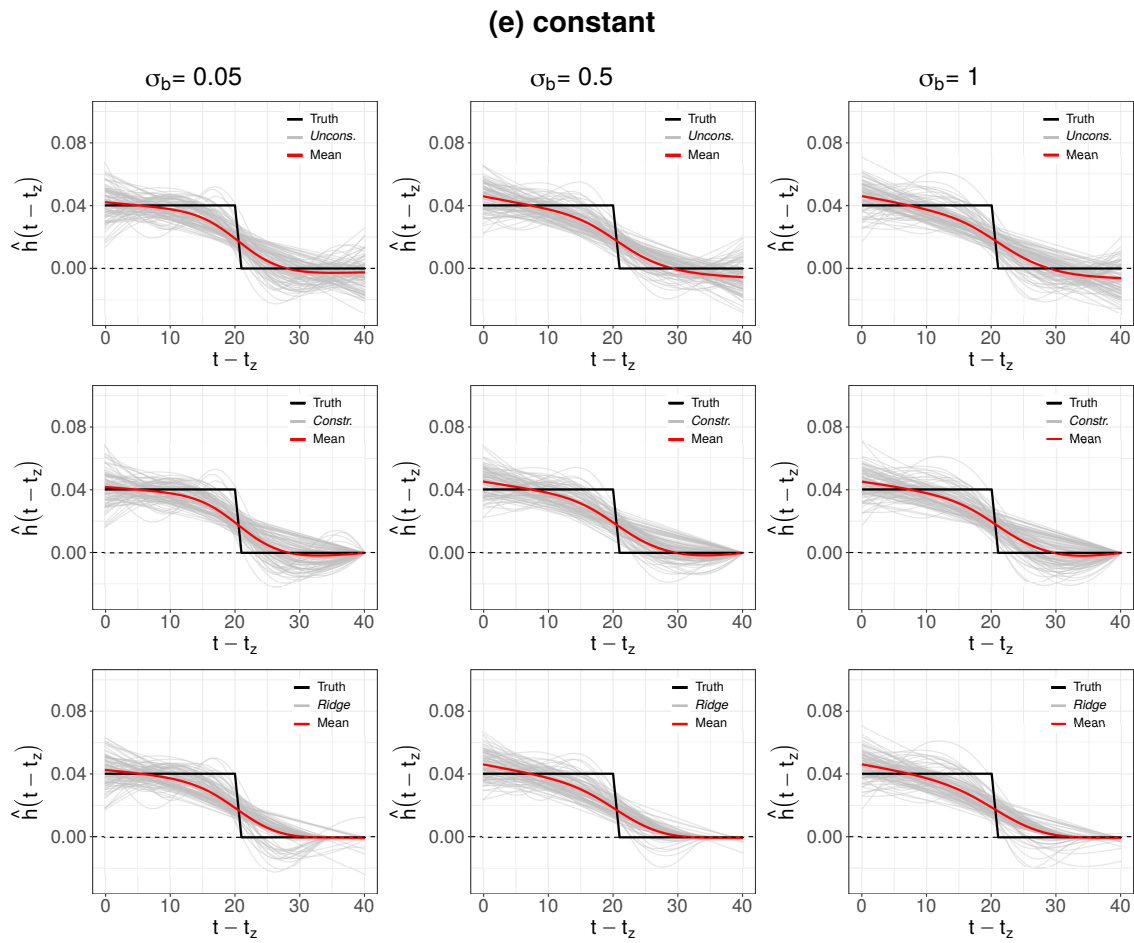 (e) constant
σb= 0.05
σb= 0.5
σb= 1
Truth
Uncons.
Mean
ĥ(t − tz)
0.08
0.04
0.00
0 10 20 30 40
t − tz
Truth
Uncons.
Mean
ĥ(t − tz)
0.08
0.04
0.00
0 10 20 30 40
t − tz
Truth
Uncons.
Mean
ĥ(t − tz)
0.08
0.04
0.00
0 10 20 30 40
t − tz
Truth
Constr.
Mean
ĥ(t − tz)
0.08
0.04
0.00
0 10 20 30 40
t − tz
Truth
Constr.
Mean
ĥ(t − tz)
0.08
0.04
0.00
0 10 20 30 40
t − tz
Truth
Constr.
Mean
ĥ(t − tz)
0.08
0.04
0.00
0 10 20 30 40
t − tz
Truth
Ridge
Mean
ĥ(t − tz)
0.08
0.04
0.00
0 10 20 30 40
t − tz
Truth
Ridge
Mean
ĥ(t − tz)
0.08
0.04
0.00
0 10 20 30 40
t − tz
Truth
Ridge
Mean
ĥ(t − tz)
0.08
0.04
0.00
0 10 20 30 40
t − tz